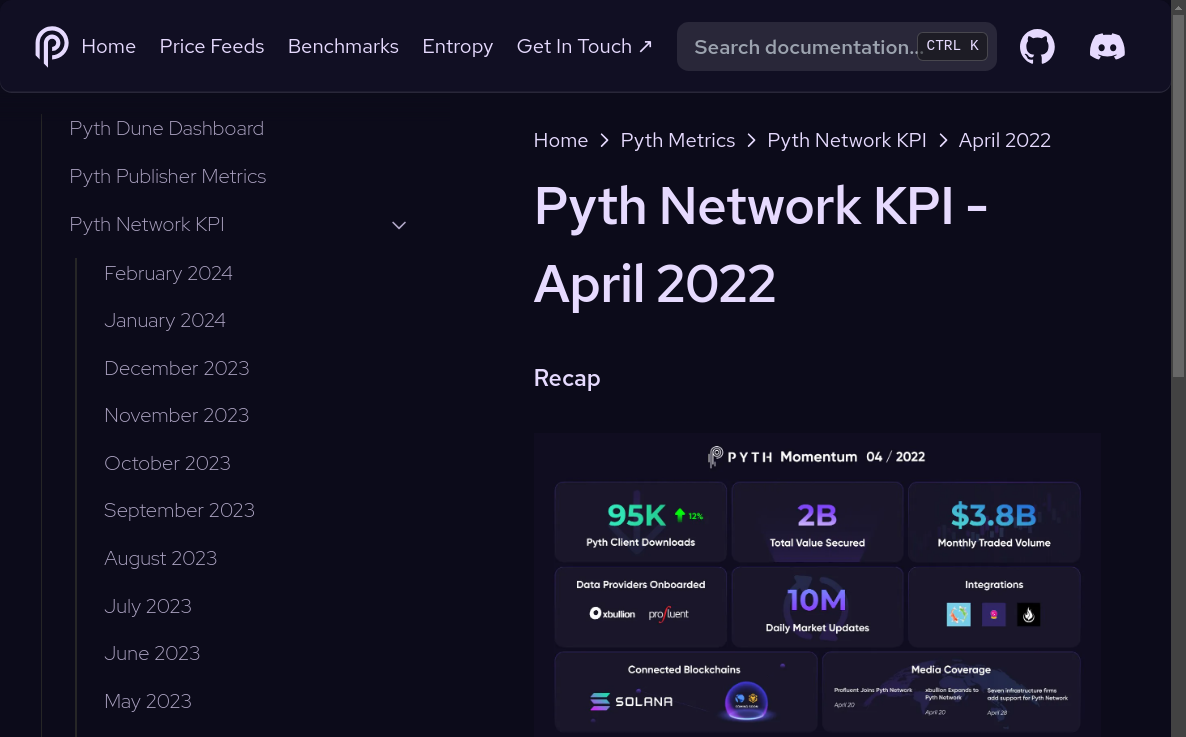 Home Price Feeds Benchmarks Entropy Get In Touch ↗ Search documentation... CTRL K
Pyth Dune Dashboard
Pyth Publisher Metrics
Pyth Network KPI
February 2024
January 2024
December 2023
November 2023
October 2023
September 2023
August 2023
July 2023
June 2023
May 2023
Home > Pyth Metrics > Pyth Network KPI > April 2022
Pyth Network KPI -
April 2022
Recap
PYTH Momentum 04 / 2022
95K 12%
Pyth Client Downloads
2B
Total Value Secured
$3.8B
Monthly Traded Volume
Data Providers Onboarded
xbullion profluent
10M
Daily Market Updates
Integrations
Connected Blockchains
SOLANA
Media Coverage
Profluent Joins Pyth Network
April 20
xbullion Expands to
Pyth Network
April 20
Seven infrastructure firms
add support for Pyth Network
April 28